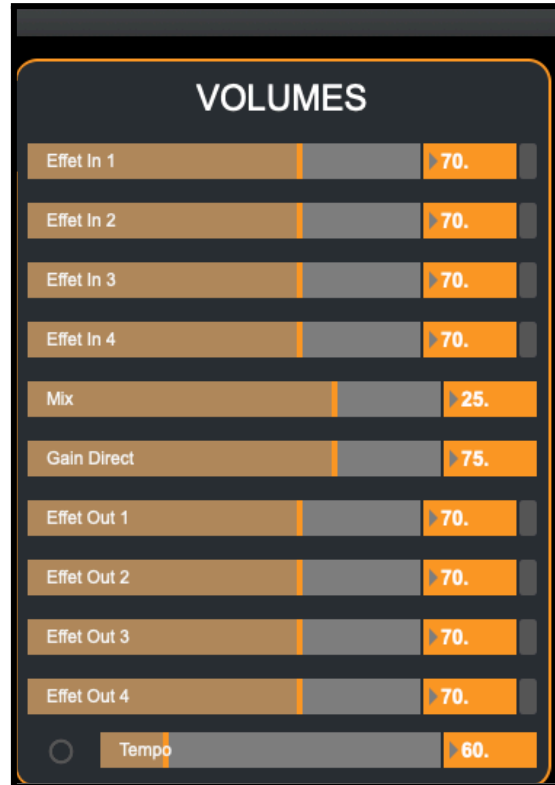 VOLUMES
Effet In 1 70.
Effet In 2 70.
Effet In 3 70.
Effet In 4 70.
Mix 25.
Gain Direct 75.
Effet Out 1 70.
Effet Out 2 70.
Effet Out 3 70.
Effet Out 4 70.
Tempo 60.